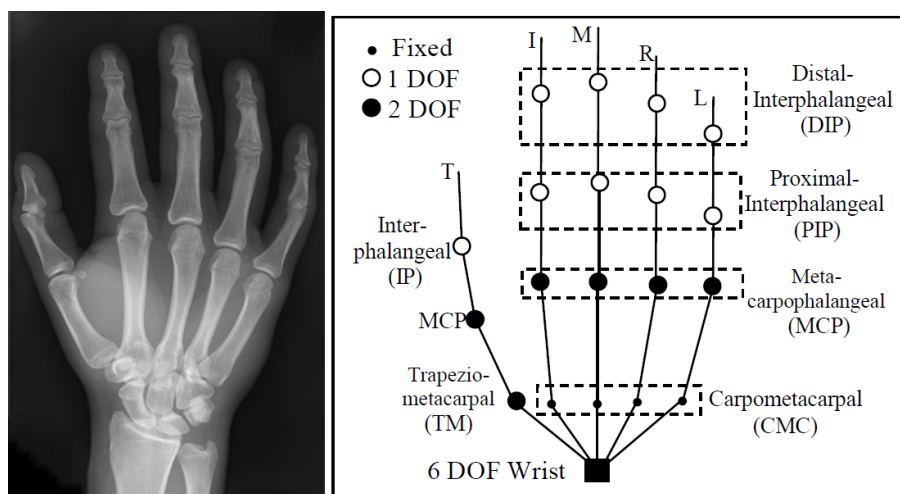 Fixed
1 DOF
2 DOF
I
M
R
L
T
Distal-
Interphalangeal
(DIP)
Proximal-
Interphalangeal
(PIP)
Inter-
phalangeal
(IP)
Meta-
carpophalangeal
(MCP)
MCP
Trapezio-
metacarpal
(TM)
Carpometacarpal
(CMC)
6 DOF Wrist